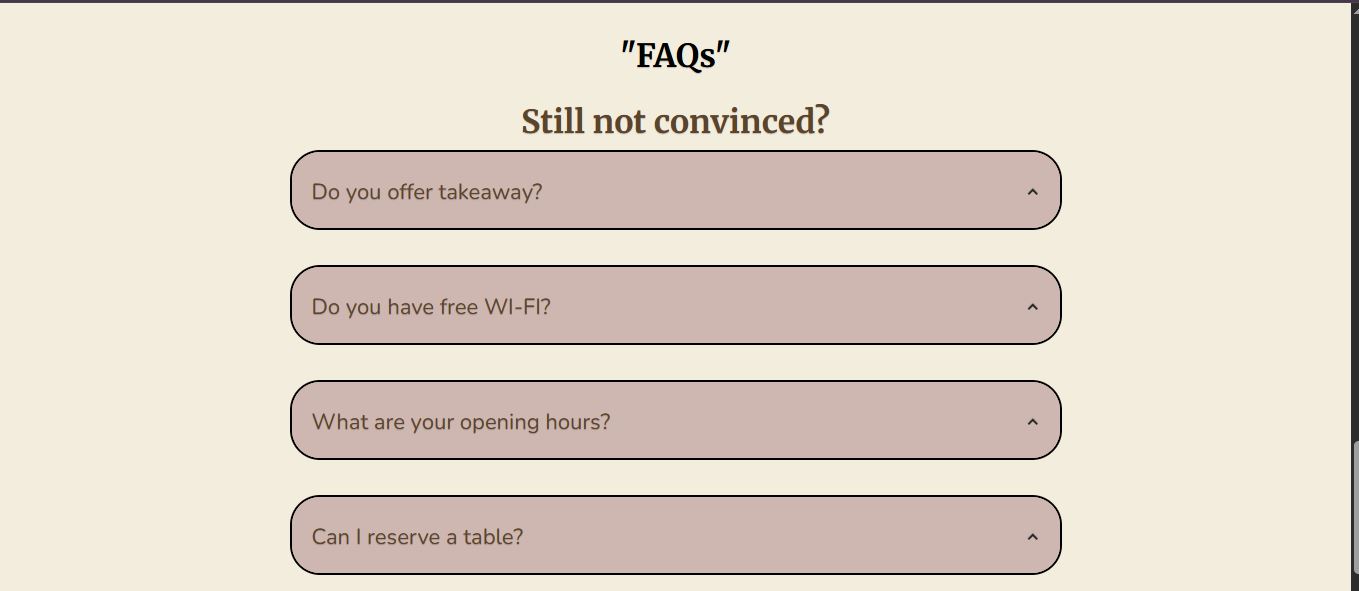 "FAQs"
Still not convinced?
Do you offer takeaway?
Do you have free WI-FI?
What are your opening hours?
Can I reserve a table?